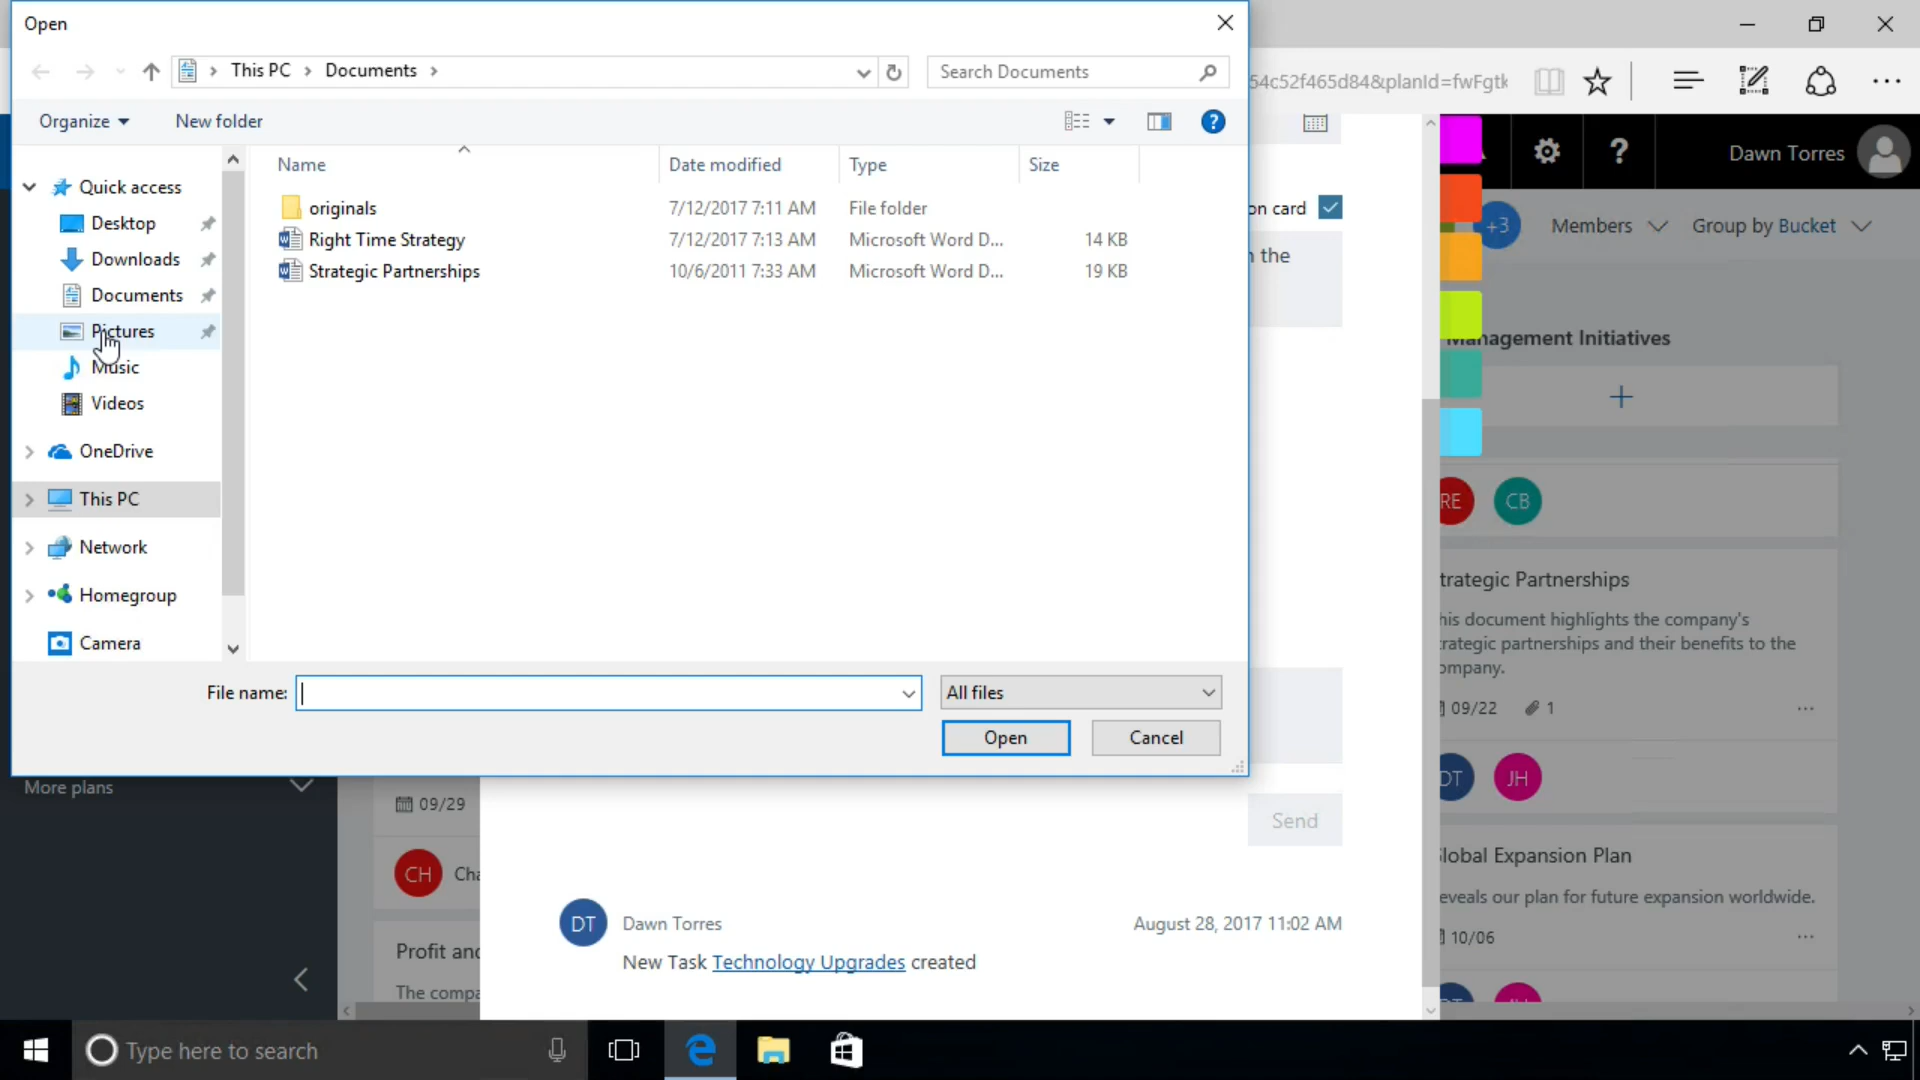 Open
This PC
Documents
Search Documents
54c52f465d84&planId=fwFgtk
Organize
New folder
Name
Date modified
Type
Size
Quick access
Desktop
Downloads
Documents
Pictures
Music
Videos
OneDrive
This PC
Network
Homegroup
Camera
originals 7/12/2017 7:11 AM File folder
Right Time Strategy 7/12/2017 7:13 AM Microsoft Word D... 14 KB
Strategic Partnerships 10/6/2011 7:33 AM Microsoft Word D... 19 KB
File name:
All files
Open
Cancel
on card
the
Dawn Torres
+3
Members
Group by Bucket
Management Initiatives
RE
CB
trategic Partnerships
his document highlights the company's
rategic partnerships and their benefits to the
ompany.
09/22
1
...
DT
JH
lobal Expansion Plan
eveals our plan for future expansion worldwide.
10/06
...
More plans
09/29
CH
Cha
Profit and
The compa
Send
DT
Dawn Torres
August 28, 2017 11:02 AM
New Task Technology Upgrades created
Type here to search